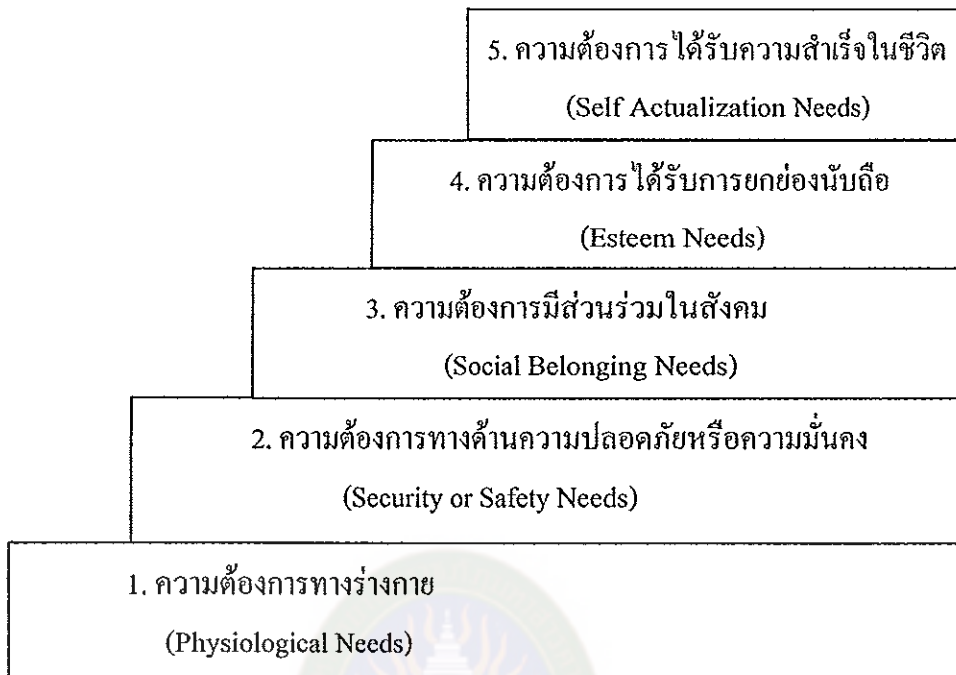 5. ความต้องการได้รับความสำเร็จในชีวิต
(Self Actualization Needs)
4. ความต้องการได้รับการยกย่องนับถือ
(Esteem Needs)
3. ความต้องการมีส่วนร่วมในสังคม
(Social Belonging Needs)
2. ความต้องการทางด้านความปลอดภัยหรือความมั่นคง
(Security or Safety Needs)
1. ความต้องการทางร่างกาย
(Physiological Needs)